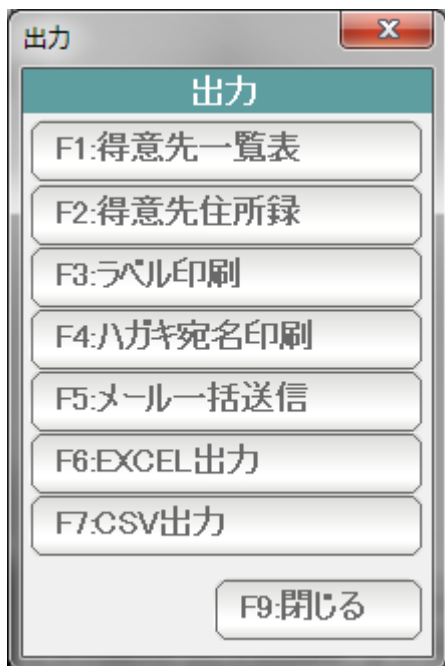 出力
出力
F1:得意先一覧表
F2:得意先住所録
F3:ラベル印刷
F4:ハガキ宛名印刷
F5:メール一括送信
F6:EXCEL出力
F7:CSV出力
F9:閉じる